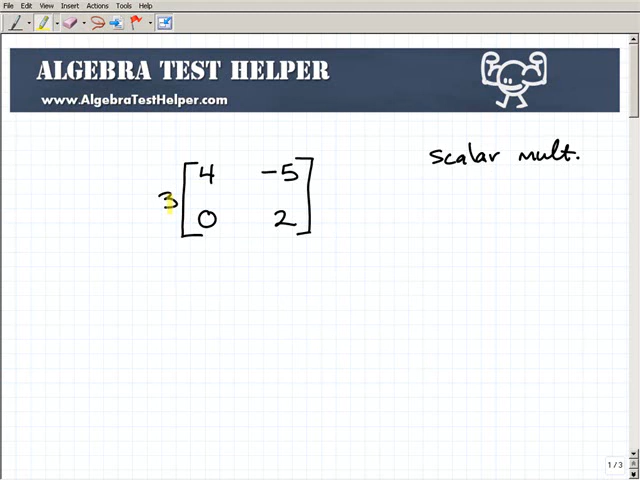 File Edit View Insert Actions Tools Help
ALGEBRA TEST HELPER
www.AlgebraTestHelper.com
scalar mult.
3 [ 4 -5
0 2 ]
1 / 3